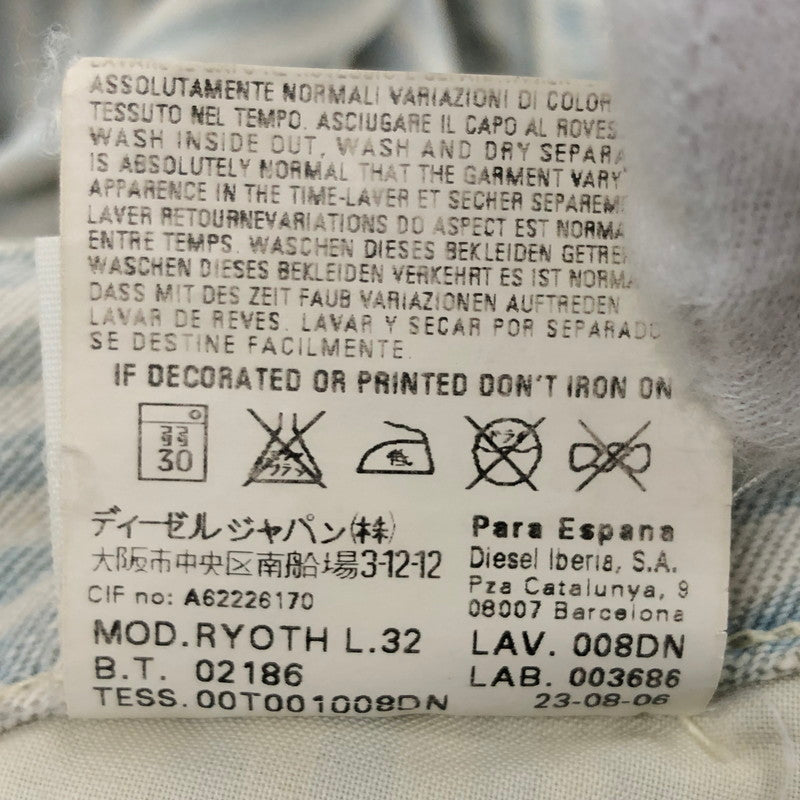 ASSOLUTAMENTE NORMALI VARIAZIONI DI COLOR
TESSUTO NEL TEMPO. ASCIUGARE IL CAPO AL ROVES
WASH INSIDE OUT, WASH AND DRY SEPARA
IS ABSOLUTELY NORMAL THAT THE GARMENT VARY
APPARENCE IN THE TIME-LAVER ET SECHER SEPAREM
LAVER RETOURNEVARIATIONS DO ASPECT EST NORMA
ENTRE TEMPS. WASCHEN DIESES BEKLEIDEN GETRE
WASCHEN DIESES BEKLEIDEN VERKEHRT ES IST NORMA
DASS MIT DES ZEIT FAUB VARIAZIONEN AUFTREDEN
LAVAR DE REVES. LAVAR Y SECAR POR SEPARADO
SE DESTINE FACILMENTE.
IF DECORATED OR PRINTED DON'T IRON ON
弱 30 低 ドライ
ディーゼルジャパン(株)
大阪市中央区南船場3-12-12
CIF no: A62226170
MOD.RYOTH L.32
B.T. 02186
TESS.00T001008DN
Para Espana
Diesel Iberia, S.A.
Pza Catalunya, 9
08007 Barcelona
LAV. 008DN
LAB. 003686
23-08-06